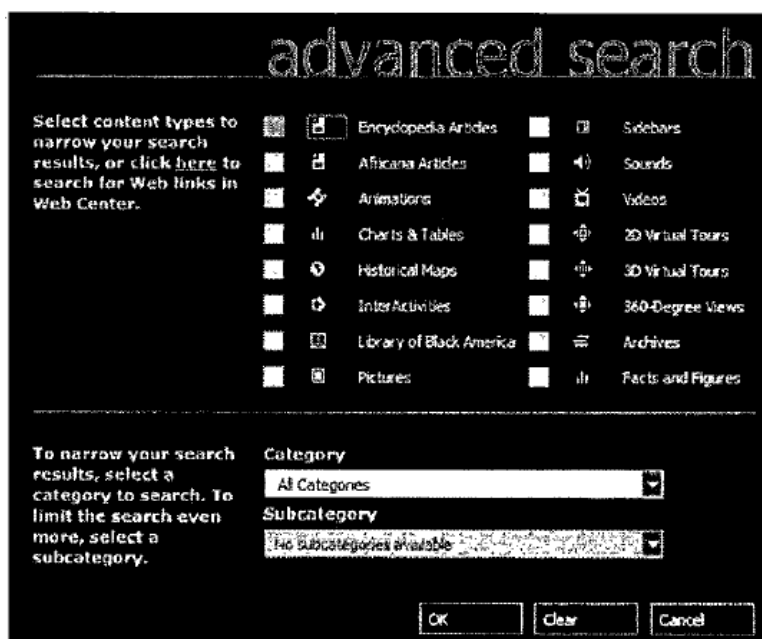 advanced search
Select content types to
narrow your search
results, or click here to
search for Web links in
Web Center.
Encyclopedia Articles
Africana Articles
Animations
Charts & Tables
Historical Maps
InterActivities
Library of Black America
Pictures
Sidebars
Sounds
Videos
2D Virtual Tours
3D Virtual Tours
360-Degree Views
Archives
Facts and Figures
To narrow your search
results, select a
category to search. To
limit the search even
more, select a
subcategory.
Category
All Categories
Subcategory
No subcategories available
OK
Clear
Cancel